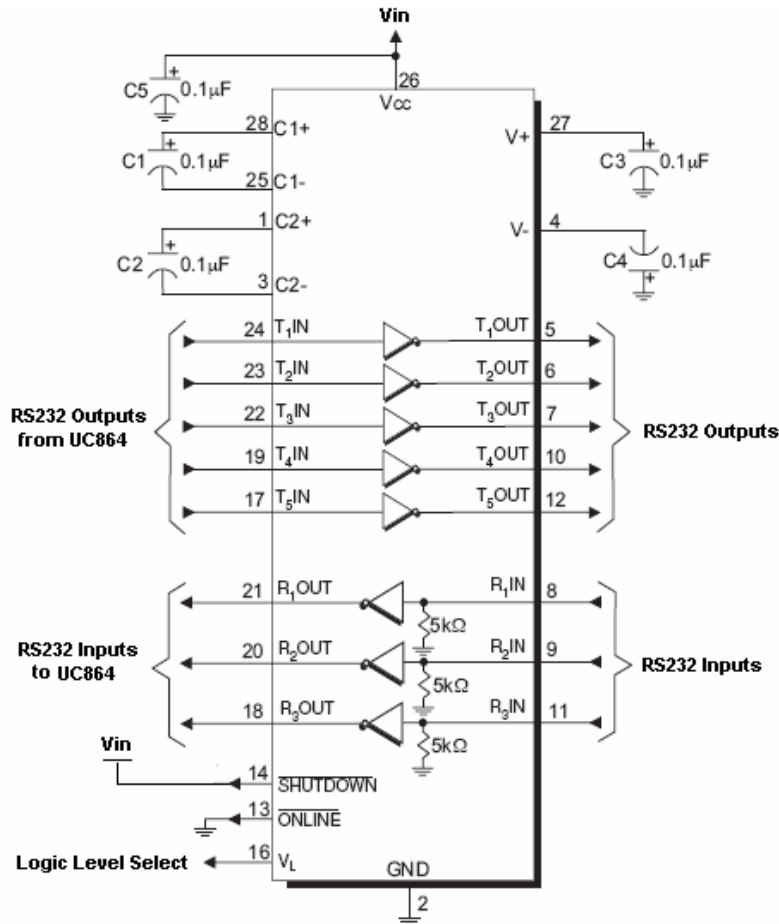 Vin
26
Vcc
C5 + 0.1µF
28 C1+
C1 + 0.1µF
25 C1-
1 C2+
C2 + 0.1µF
3 C2-
V+ 27
C3 + 0.1µF
V- 4
C4 0.1µF +
24 T1IN T1OUT 5
23 T2IN T2OUT 6
22 T3IN T3OUT 7
RS232 Outputs
from UC864
RS232 Outputs
19 T4IN T4OUT 10
17 T5IN T5OUT 12
21 R1OUT R1IN 8
5kΩ
RS232 Inputs
to UC864
20 R2OUT R2IN 9
RS232 Inputs
5kΩ
18 R3OUT R3IN 11
5kΩ
Vin
14 SHUTDOWN
13 ONLINE
Logic Level Select 16 VL
GND
2